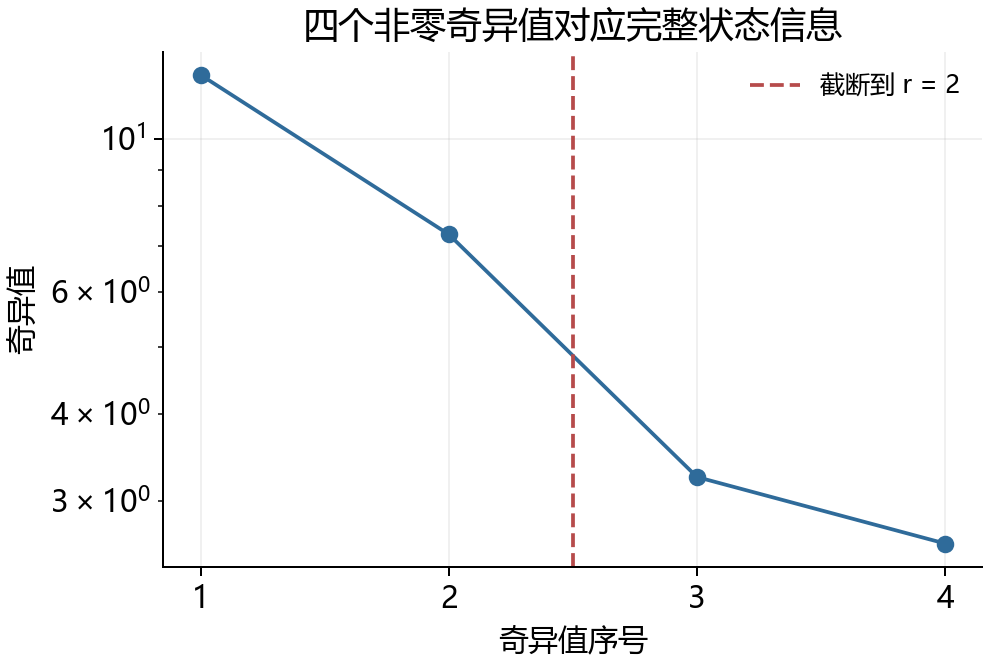 四个非零奇异值对应完整状态信息
截断到 r = 2
10¹
6 × 10⁰
4 × 10⁰
3 × 10⁰
奇异值
1 2 3 4
奇异值序号